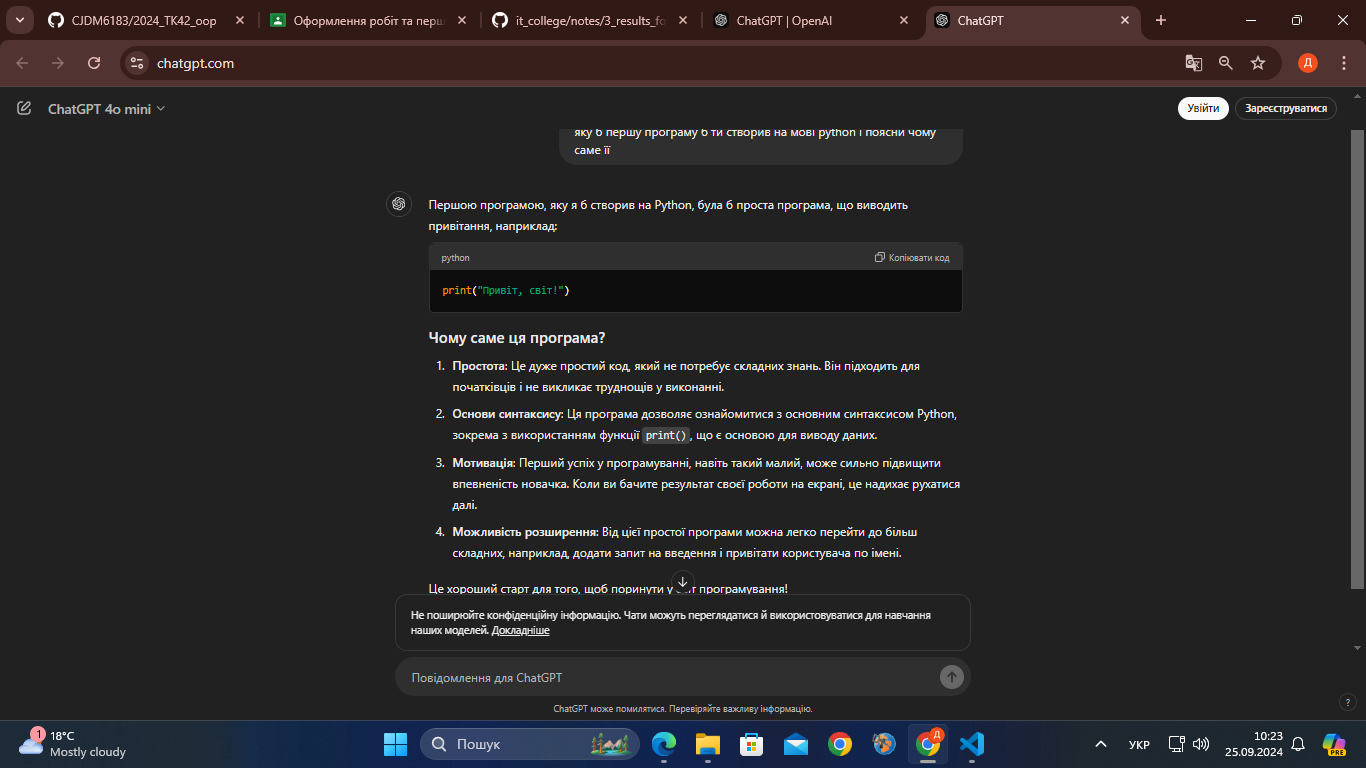 CJDM6183/2024_TK42_oop
Оформлення робіт та перш
it_college/notes/3_results_fo
ChatGPT | OpenAI
ChatGPT
chatgpt.com
Д
ChatGPT 4o mini
Увійти
Зареєструватися
яку б першу програму б ти створив на мові python і поясни чому
саме її
Першою програмою, яку я б створив на Python, була б проста програма, що виводить
привітання, наприклад:
python
Копіювати код
print("Привіт, світ!")
Чому саме ця програма?
1. Простота: Це дуже простий код, який не потребує складних знань. Він підходить для
початківців і не викликає труднощів у виконанні.
2. Основи синтаксису: Ця програма дозволяє ознайомитися з основним синтаксисом Python,
зокрема з використанням функції print(), що є основою для виводу даних.
3. Мотивація: Перший успіх у програмуванні, навіть такий малий, може сильно підвищити
впевненість новачка. Коли ви бачите результат своєї роботи на екрані, це надихає рухатися
далі.
4. Можливість розширення: Від цієї простої програми можна легко перейти до більш
складних, наприклад, додати запит на введення і привітати користувача по імені.
Це хороший старт для того, щоб поринути у програмування!
Не поширюйте конфіденційну інформацію. Чати можуть переглядатися й використовуватися для навчання
наших моделей. Докладніше
Повідомлення для ChatGPT
ChatGPT може помилятися. Перевіряйте важливу інформацію.
?
1
18°C
Mostly cloudy
Пошук
Д
УКР
10:23
25.09.2024
PRE